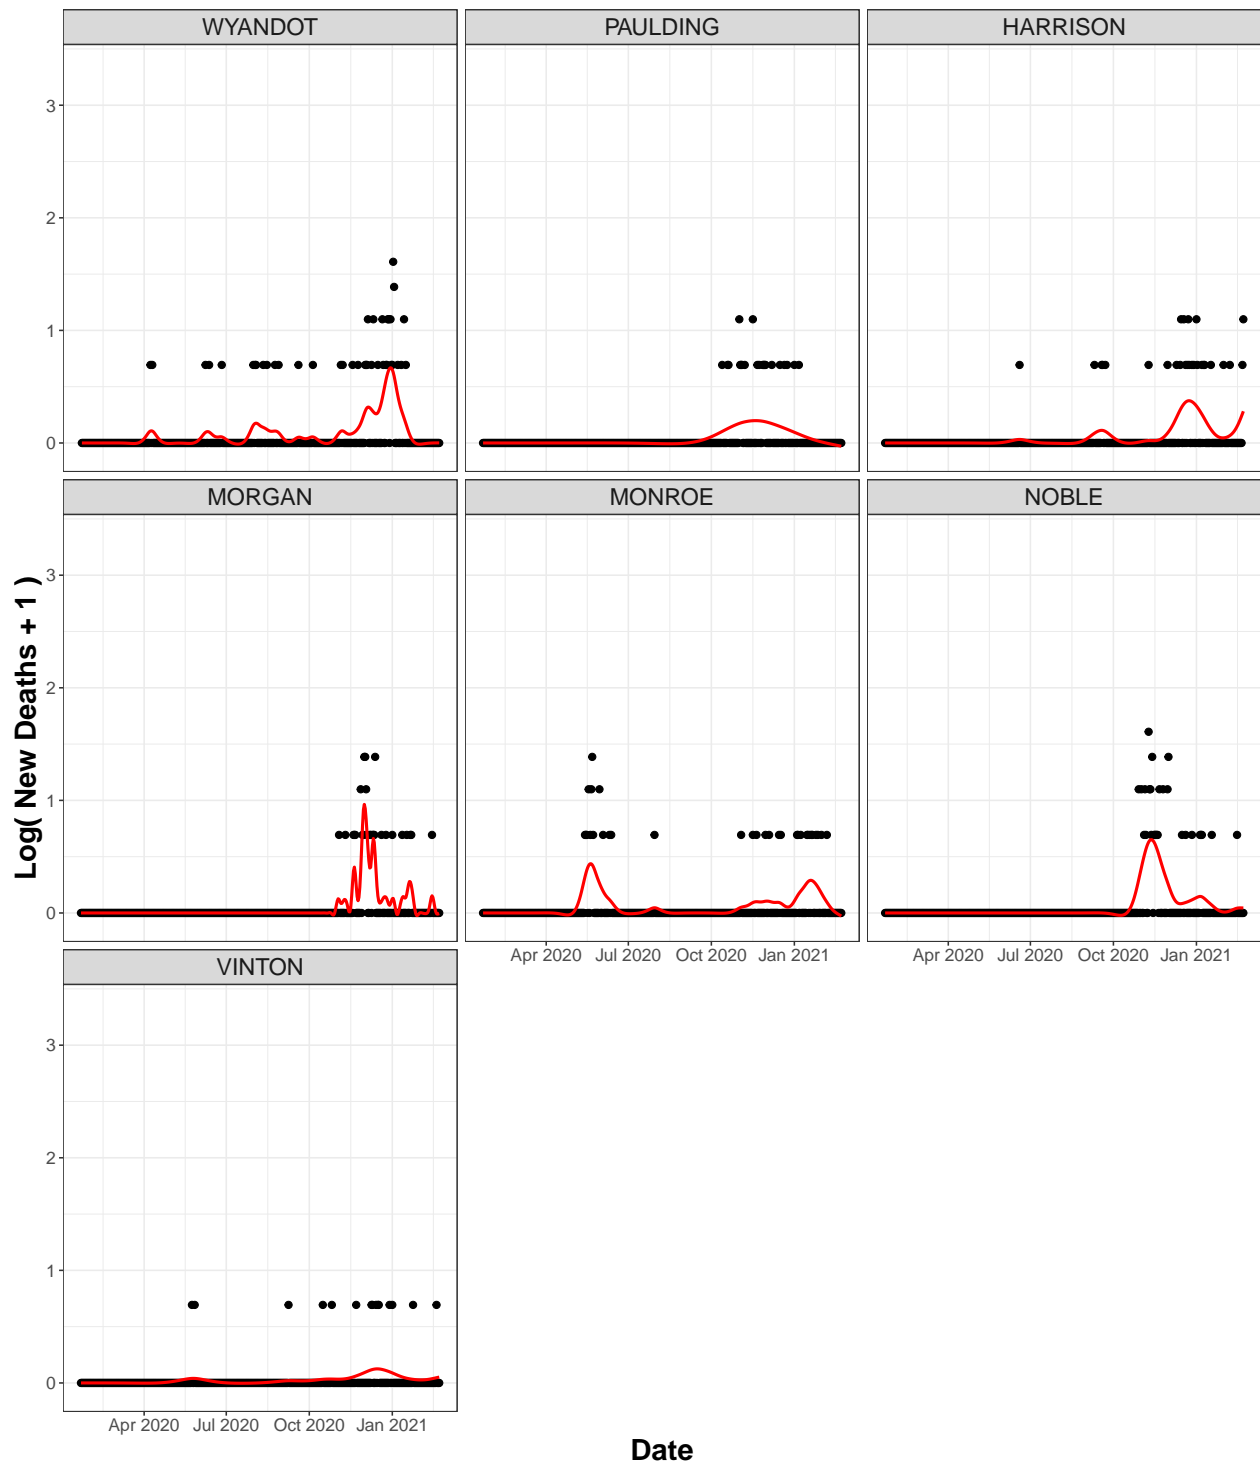 WYANDOT PAULDING HARRISON
3
2
1
0
MORGAN MONROE NOBLE
Log( New Deaths + 1 )
3
2
1
0
Apr 2020 Jul 2020 Oct 2020 Jan 2021 Apr 2020 Jul 2020 Oct 2020 Jan 2021
VINTON
3
2
1
0
Apr 2020 Jul 2020 Oct 2020 Jan 2021
Date